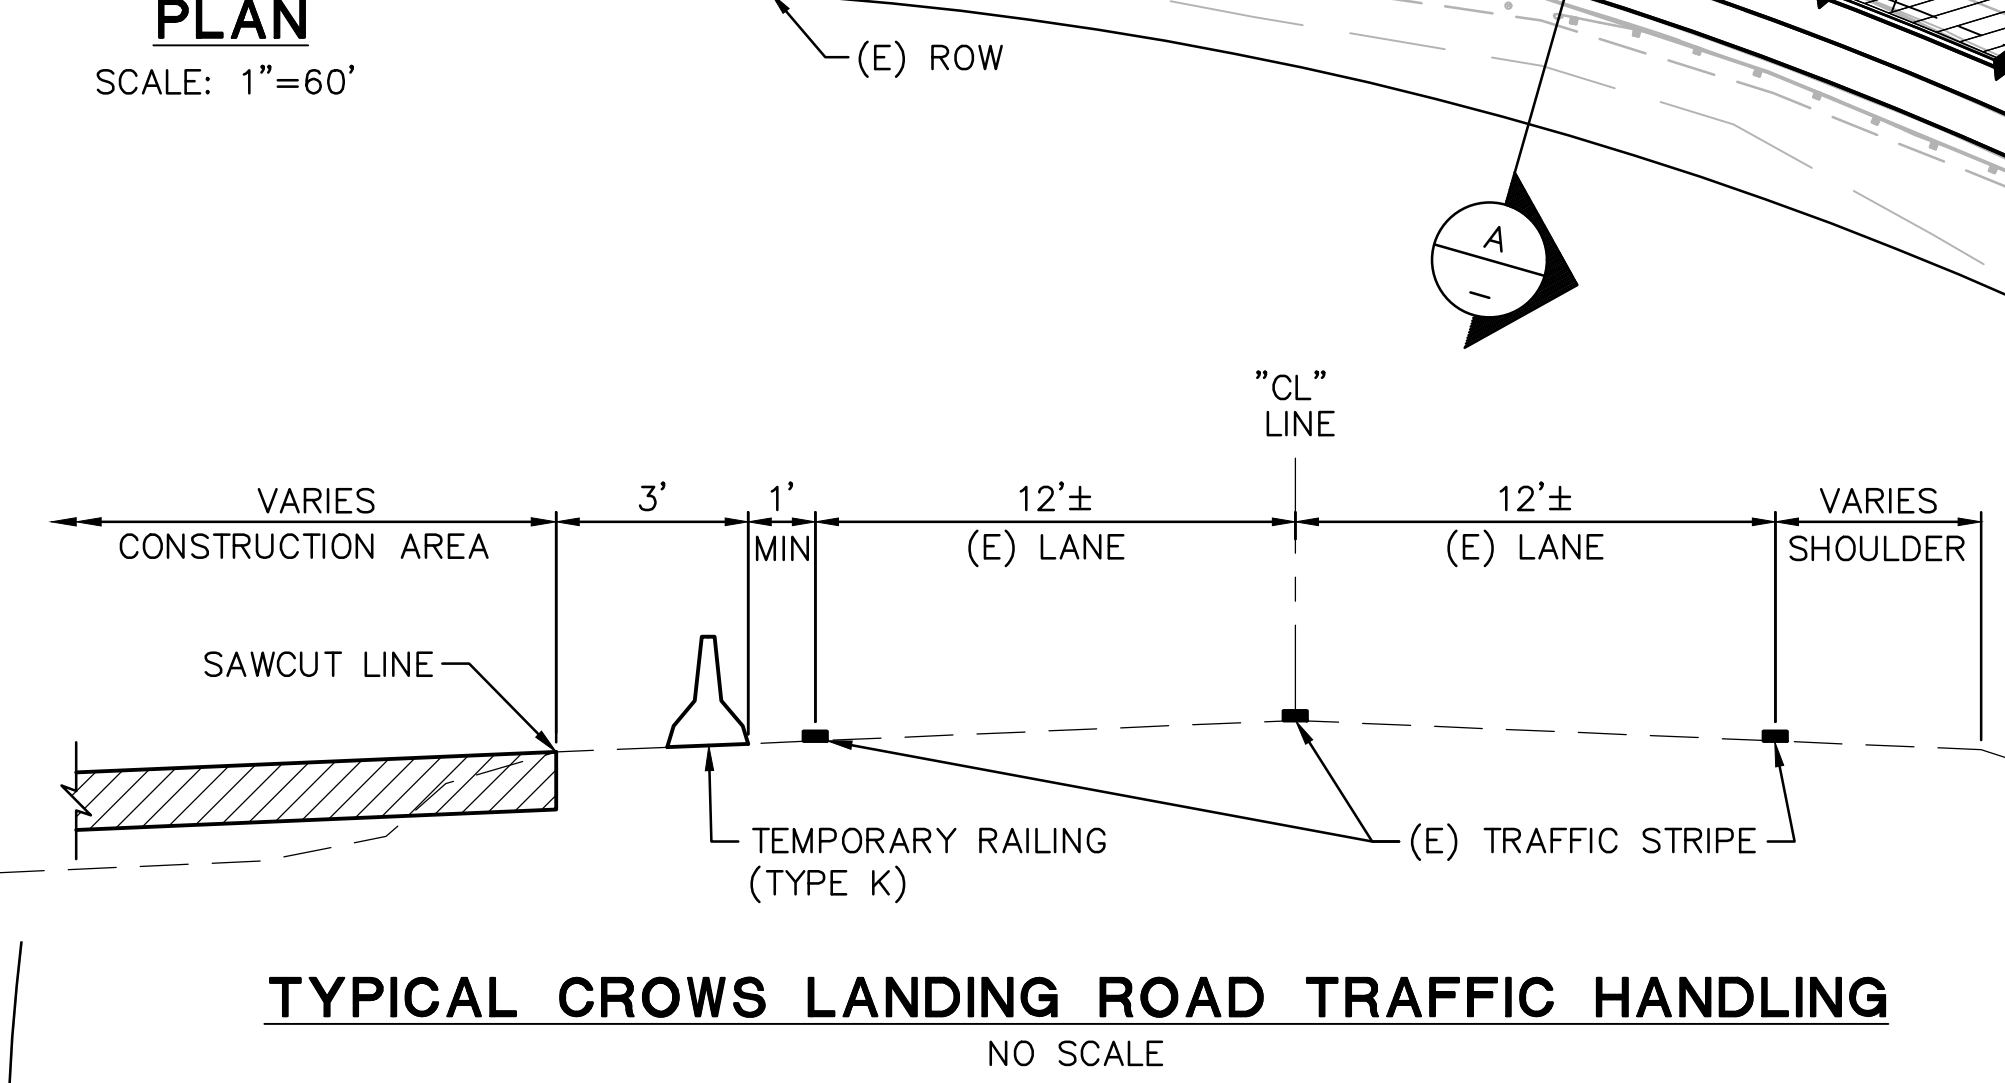 PLAN
SCALE: 1"=60'
(E) ROW
A
–
"CL"
LINE
VARIES
CONSTRUCTION AREA
3'
1'
MIN
12'±
(E) LANE
12'±
(E) LANE
VARIES
SHOULDER
SAWCUT LINE
TEMPORARY RAILING
(TYPE K)
(E) TRAFFIC STRIPE
TYPICAL CROWS LANDING ROAD TRAFFIC HANDLING
NO SCALE